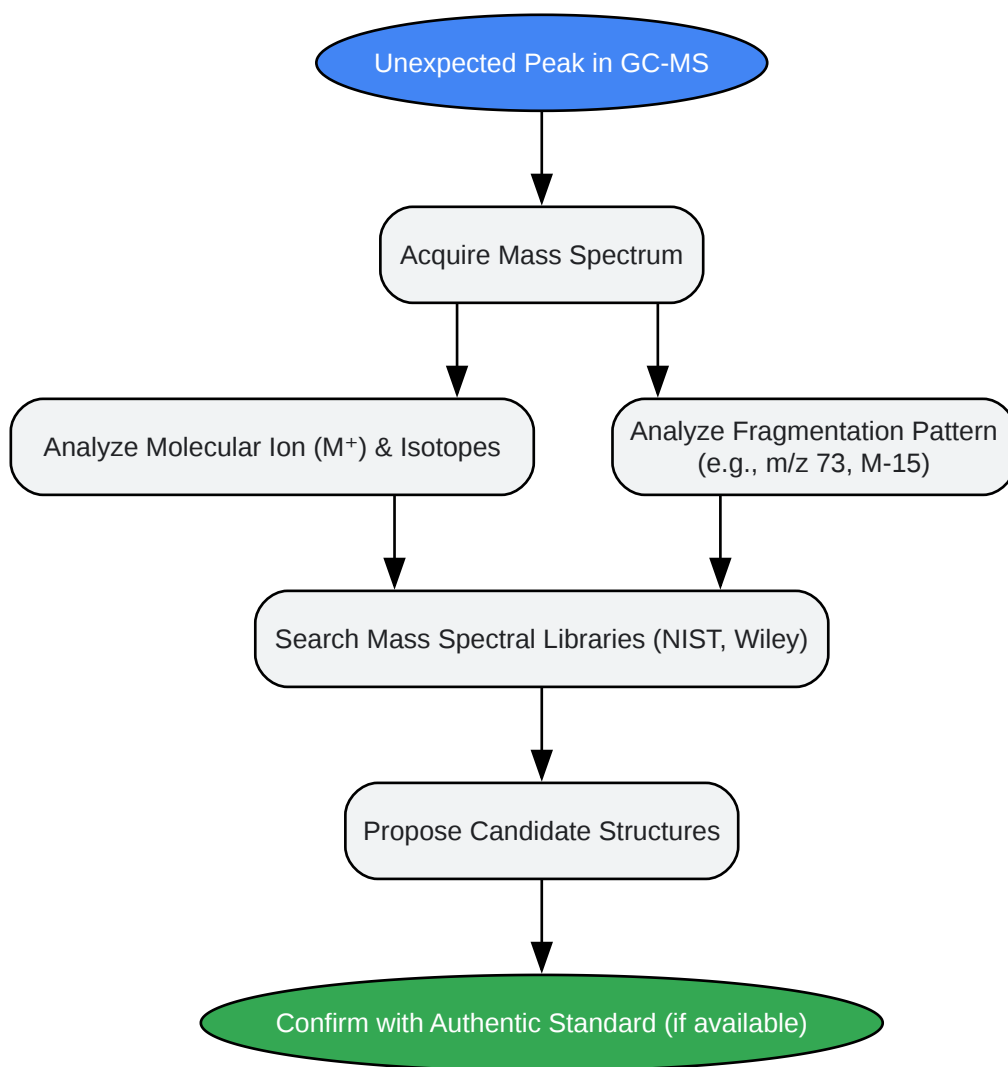 Unexpected Peak in GC-MS
Acquire Mass Spectrum
Analyze Molecular Ion (M⁺) & Isotopes
Analyze Fragmentation Pattern
(e.g., m/z 73, M-15)
Search Mass Spectral Libraries (NIST, Wiley)
Propose Candidate Structures
Confirm with Authentic Standard (if available)